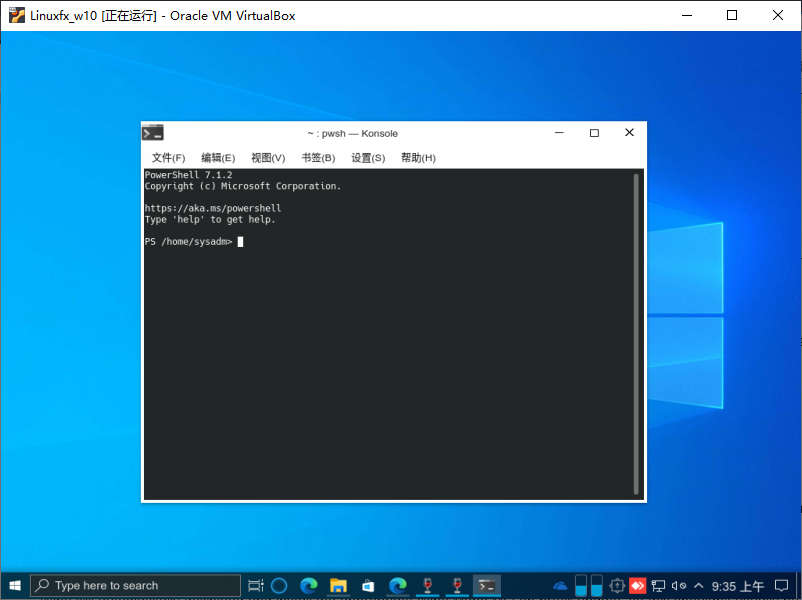 Linuxfx_w10 [正在运行] - Oracle VM VirtualBox
~ : pwsh — Konsole
文件(F) 编辑(E) 视图(V) 书签(B) 设置(S) 帮助(H)
PowerShell 7.1.2
Copyright (c) Microsoft Corporation.
https://aka.ms/powershell
Type 'help' to get help.
PS /home/sysadm>
Type here to search
9:35 上午